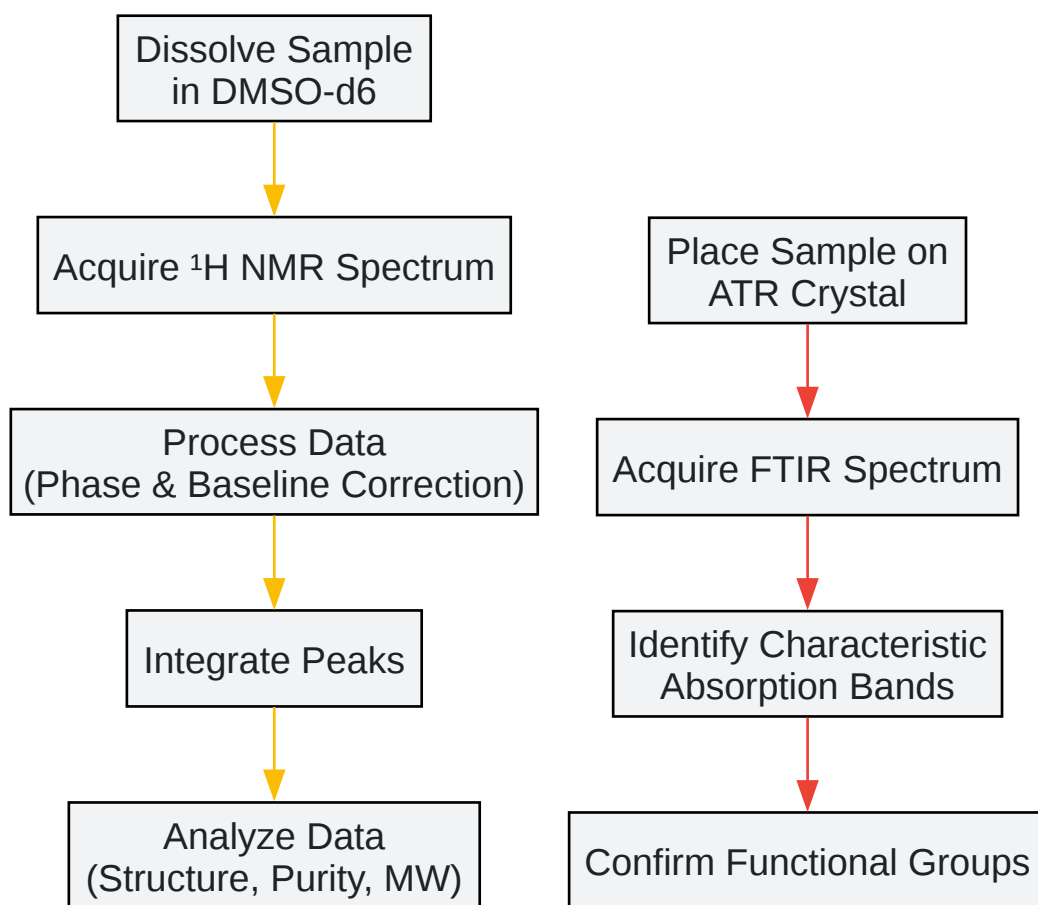 Dissolve Sample
in DMSO-d6
Acquire ¹H NMR Spectrum
Process Data
(Phase & Baseline Correction)
Integrate Peaks
Analyze Data
(Structure, Purity, MW)
Place Sample on
ATR Crystal
Acquire FTIR Spectrum
Identify Characteristic
Absorption Bands
Confirm Functional Groups